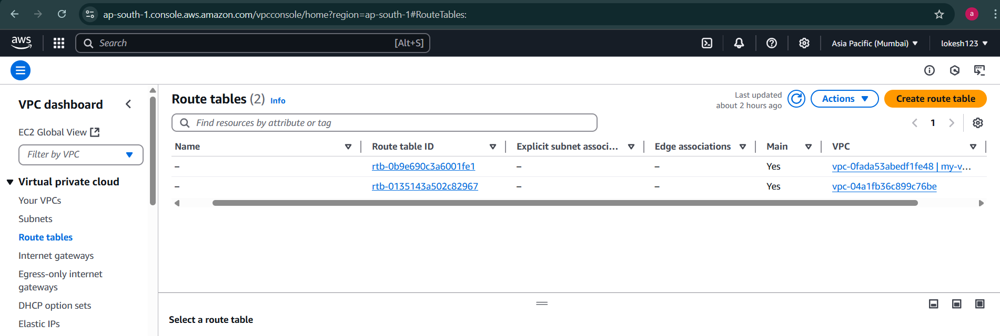 ap-south-1.console.aws.amazon.com/vpcconsole/home?region=ap-south-1#RouteTables:
a
aws
Search
[Alt+S]
Asia Pacific (Mumbai)
lokesh123
VPC dashboard
EC2 Global View
Filter by VPC
Virtual private cloud
Your VPCs
Subnets
Route tables
Internet gateways
Egress-only internet
gateways
DHCP option sets
Elastic IPs
Route tables (2) Info
Last updated
about 2 hours ago
Actions
Create route table
Find resources by attribute or tag
1
Name Route table ID Explicit subnet associ... Edge associations Main VPC
– rtb-0b9e690c3a6001fe1 – – Yes vpc-0fada53abedf1fe48 | my-v...
– rtb-0135143a502c82967 – – Yes vpc-04a1fb36c899c76be
Select a route table